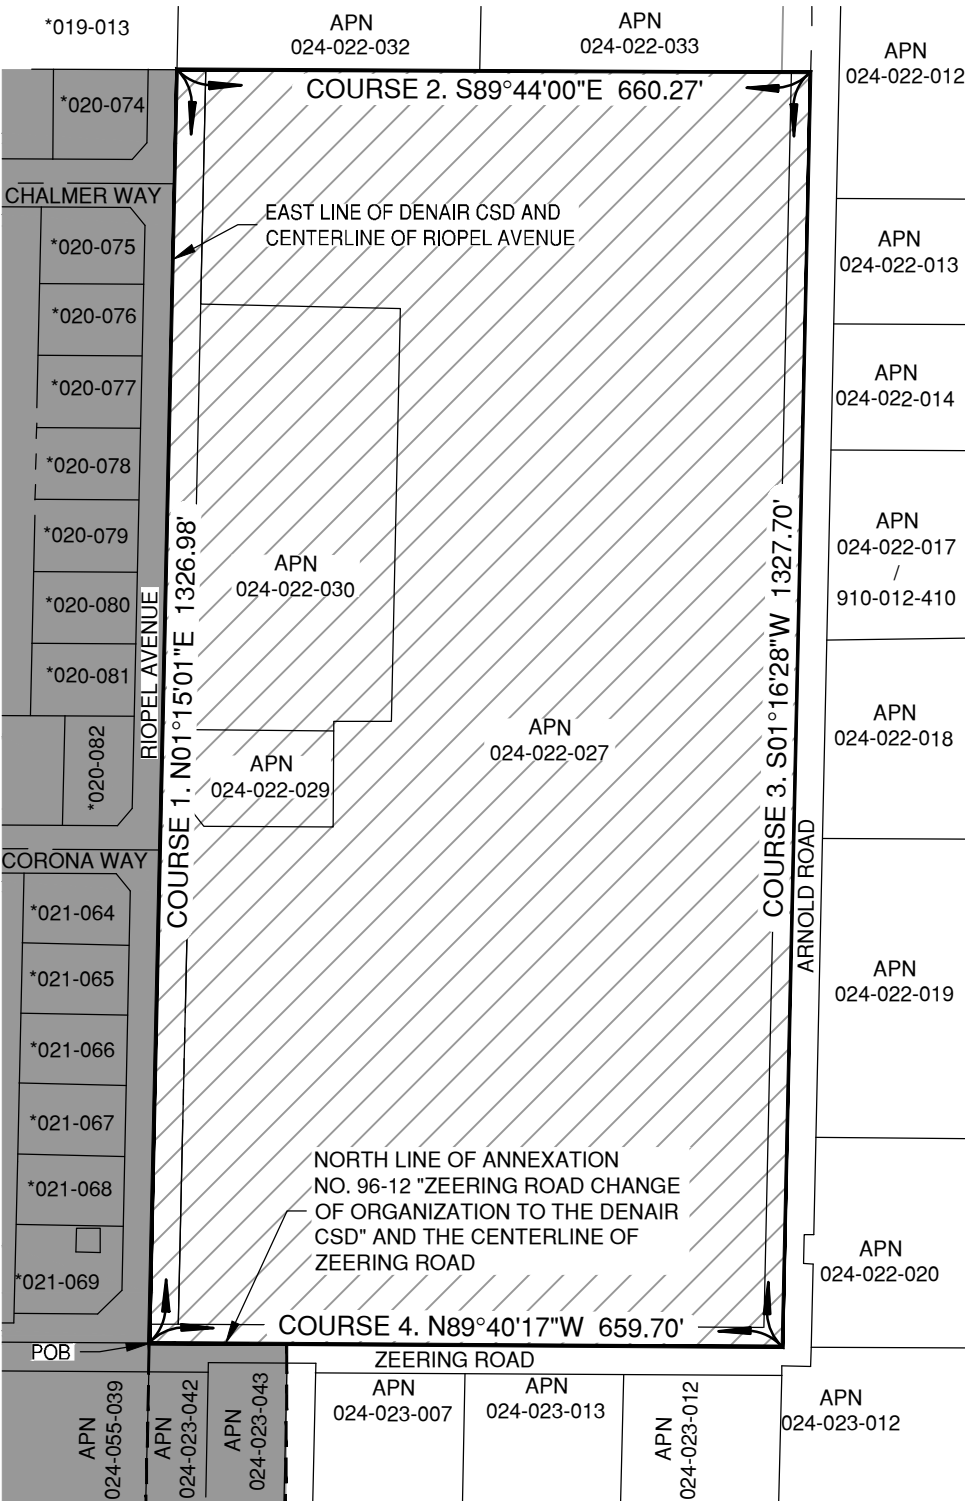 *019-013
APN
024-022-032
APN
024-022-033
APN
024-022-012
*020-074
COURSE 2. S89°44'00"E 660.27'
CHALMER WAY
EAST LINE OF DENAIR CSD AND
CENTERLINE OF RIOPEL AVENUE
*020-075
APN
024-022-013
*020-076
*020-077
APN
024-022-014
*020-078
*020-079
APN
024-022-017
/
910-012-410
APN
024-022-030
*020-080
*020-081
RIOPEL AVENUE
COURSE 1. N01°15'01"E 1326.98'
COURSE 3. S01°16'28"W 1327.70'
APN
024-022-027
APN
024-022-018
*020-082
APN
024-022-029
CORONA WAY
ARNOLD ROAD
*021-064
*021-065
APN
024-022-019
*021-066
*021-067
*021-068
NORTH LINE OF ANNEXATION
NO. 96-12 "ZEERING ROAD CHANGE
OF ORGANIZATION TO THE DENAIR
CSD" AND THE CENTERLINE OF
ZEERING ROAD
*021-069
APN
024-022-020
COURSE 4. N89°40'17"W 659.70'
POB
ZEERING ROAD
APN
024-055-039
APN
024-023-042
APN
024-023-043
APN
024-023-007
APN
024-023-013
APN
024-023-012
APN
024-023-012